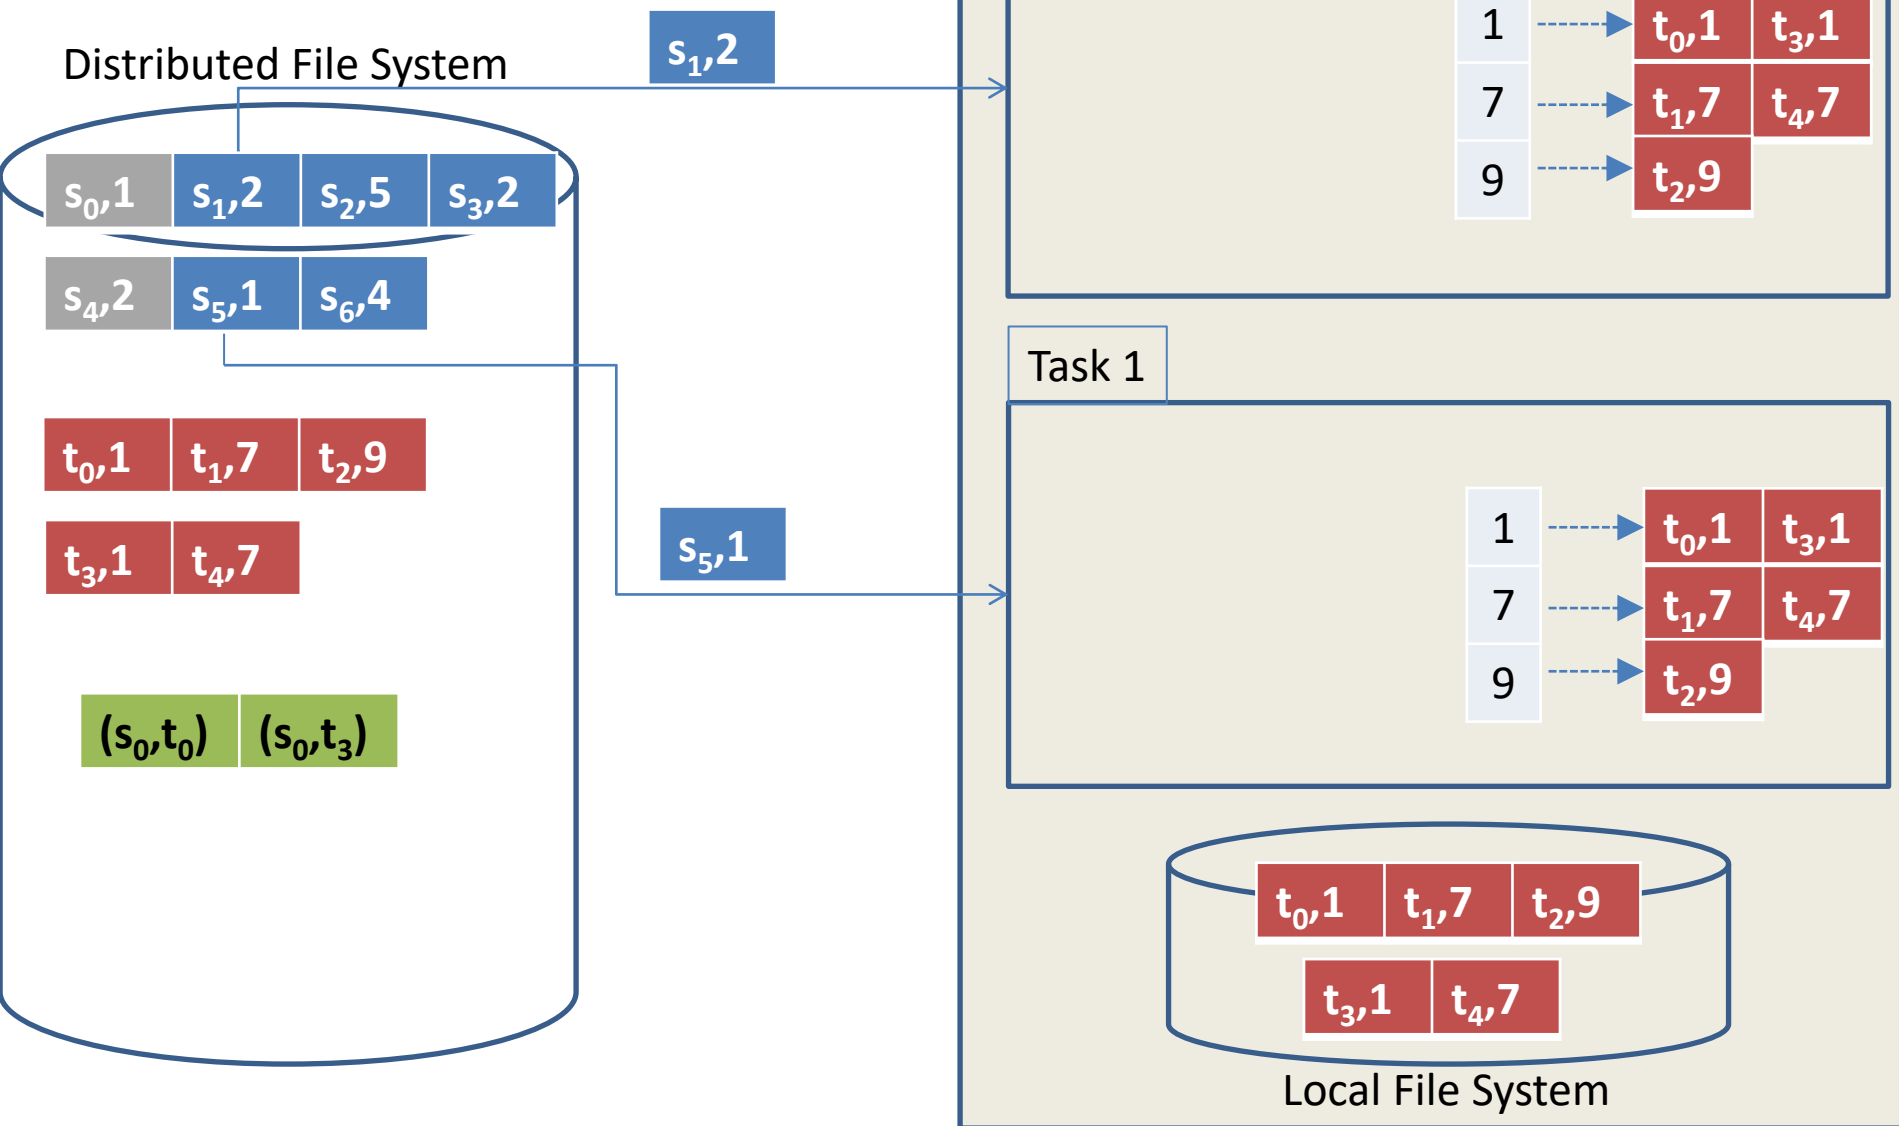 Distributed File System
s0,1 s1,2 s2,5 s3,2
s4,2 s5,1 s6,4
t0,1 t1,7 t2,9
t3,1 t4,7
(s0,t0) (s0,t3)
s1,2
s5,1
1 t0,1 t3,1
7 t1,7 t4,7
9 t2,9
Task 1
1 t0,1 t3,1
7 t1,7 t4,7
9 t2,9
t0,1 t1,7 t2,9
t3,1 t4,7
Local File System